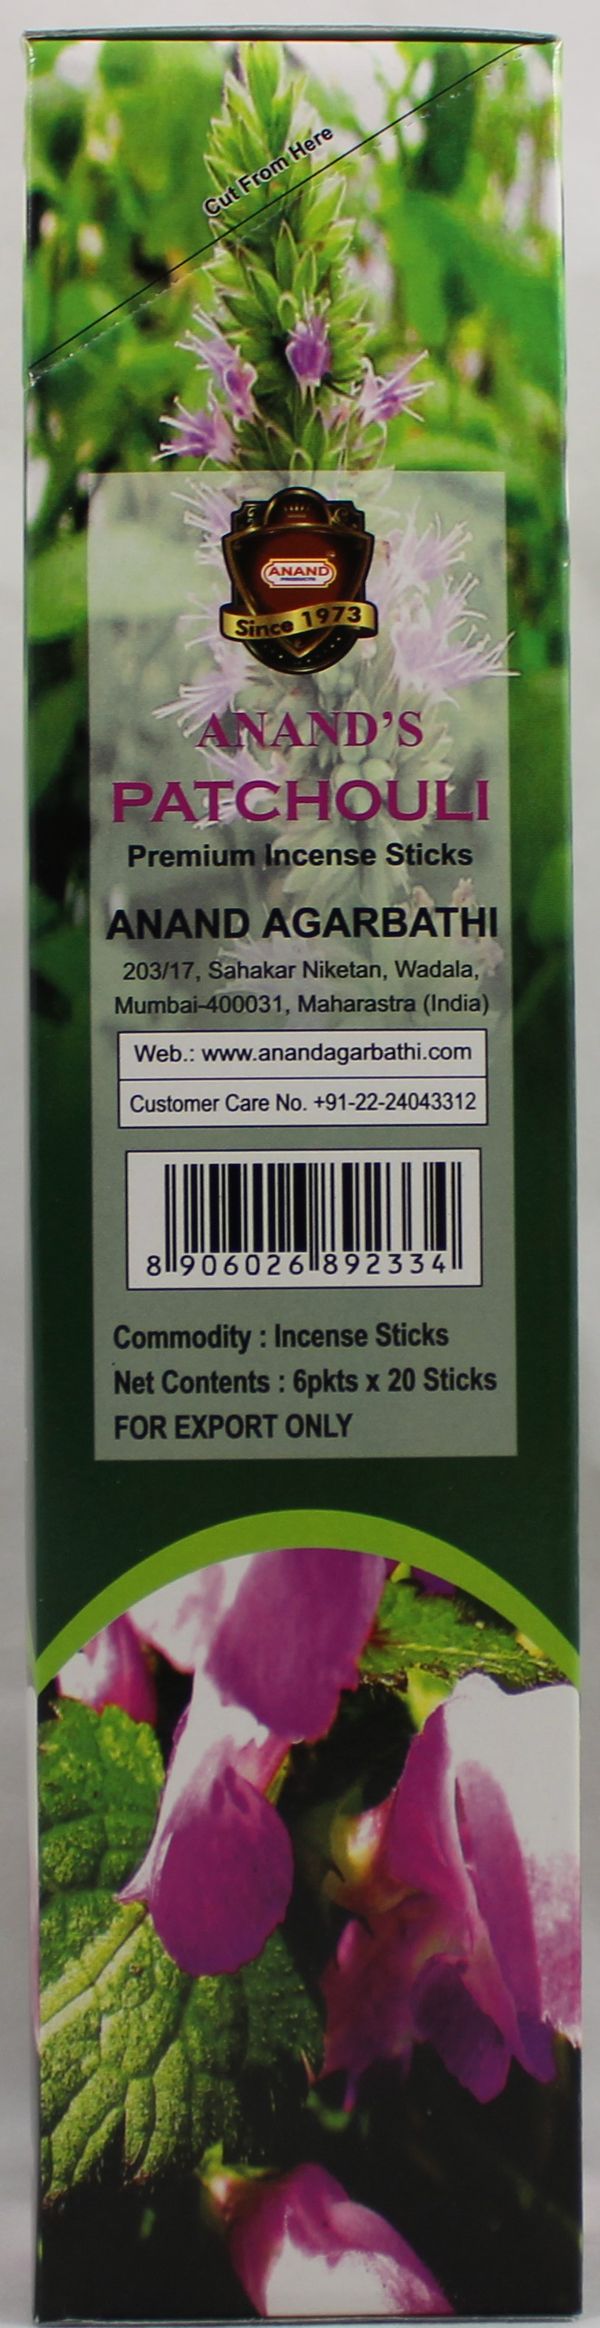 Cut From Here
ANAND
PRODUCTS
Since 1973
ANAND'S
PATCHOULI
Premium Incense Sticks
ANAND AGARBATHI
203/17, Sahakar Niketan, Wadala,
Mumbai-400031, Maharastra (India)
Web.: www.anandagarbathi.com
Customer Care No. +91-22-24043312
8 906026 892334
Commodity : Incense Sticks
Net Contents : 6pkts x 20 Sticks
FOR EXPORT ONLY